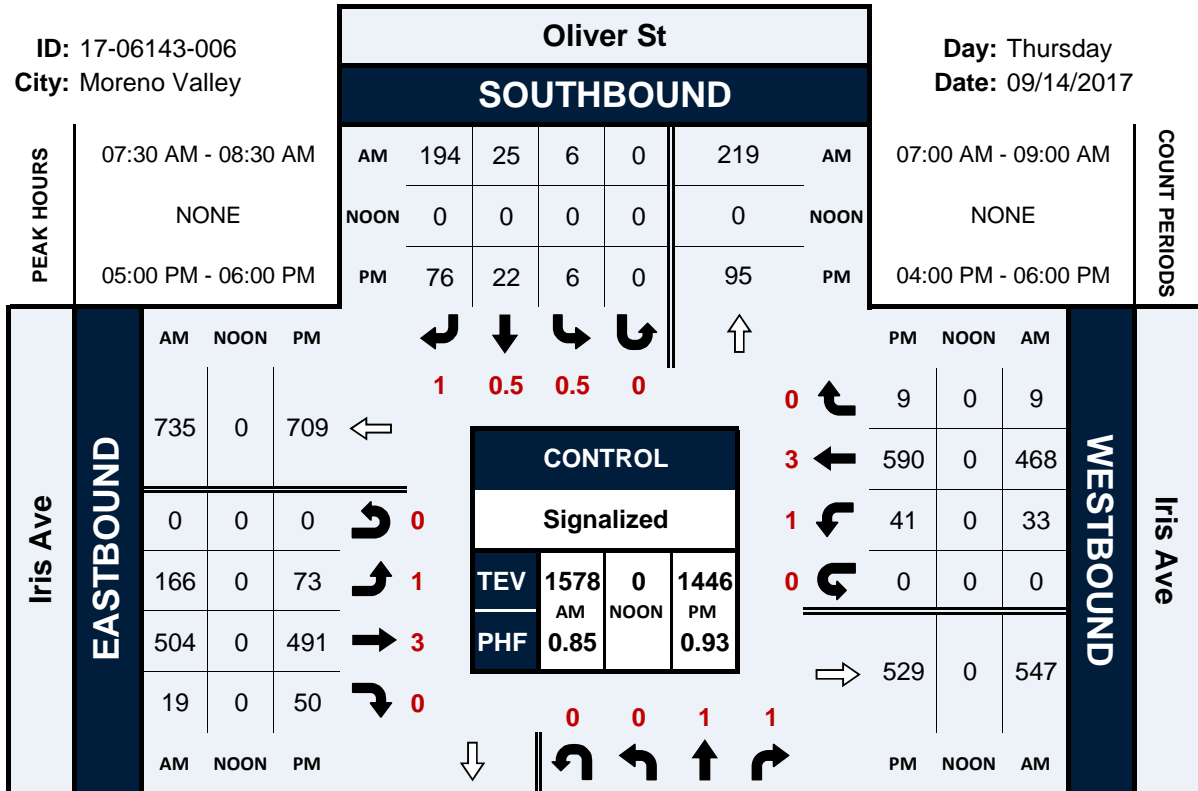 Oliver St
ID: 17-06143-006
Day: Thursday
City: Moreno Valley
Date: 09/14/2017
SOUTHBOUND
PEAK HOURS
07:30 AM - 08:30 AM
AM 194 25 6 0 219 AM
07:00 AM - 09:00 AM
COUNT PERIODS
NONE
NOON 0 0 0 0 0 NOON
NONE
05:00 PM - 06:00 PM
PM 76 22 6 0 95 PM
04:00 PM - 06:00 PM
AM NOON PM
PM NOON AM
1 0.5 0.5 0
0 9 0 9
735 0 709
3 590 0 468
CONTROL
Signalized
0 0 0 0
1 41 0 33
Iris Ave
EASTBOUND
WESTBOUND
Iris Ave
166 0 73 1
TEV 1578 0 1446
0 0 0 0
AM NOON PM
504 0 491 3
PHF 0.85 0.93
529 0 547
19 0 50 0
0 0 1 1
AM NOON PM
PM NOON AM